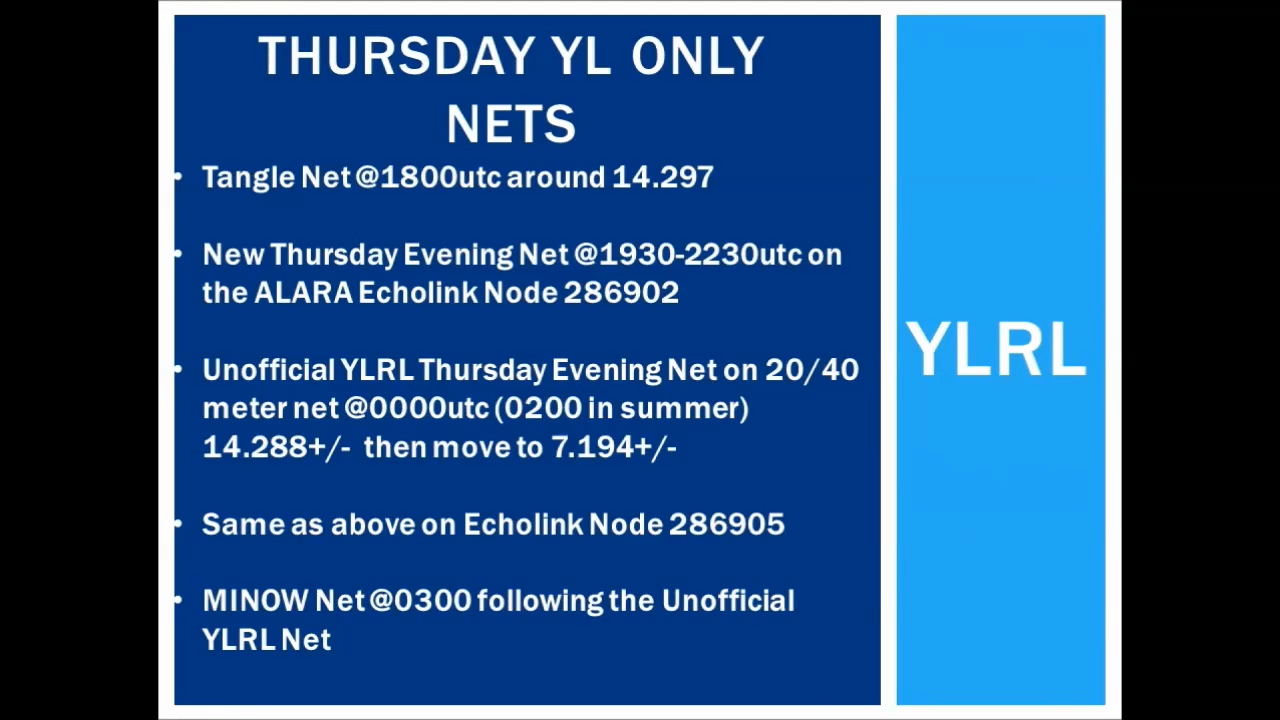 THURSDAY YL ONLY
NETS
• Tangle Net @1800utc around 14.297
• New Thursday Evening Net @1930-2230utc on
the ALARA Echolink Node 286902
• Unofficial YLRL Thursday Evening Net on 20/40
meter net @0000utc (0200 in summer)
14.288+/- then move to 7.194+/-
• Same as above on Echolink Node 286905
• MINOW Net @0300 following the Unofficial
YLRL Net
YLRL